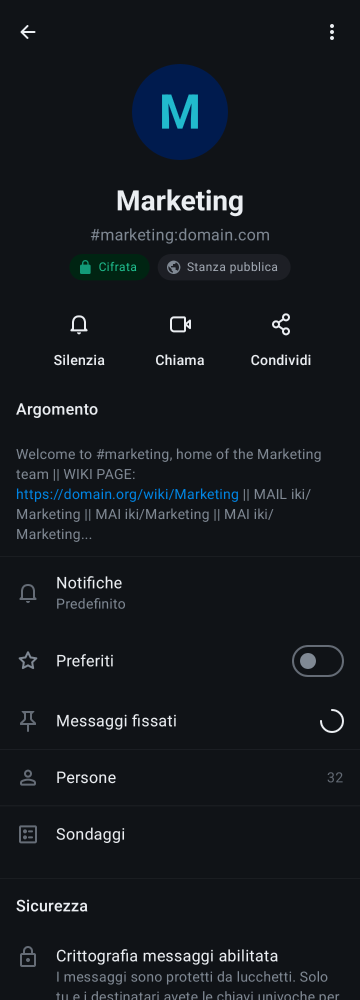 M
Marketing
#marketing:domain.com
Cifrata
Stanza pubblica
Silenzia
Chiama
Condividi
Argomento
Welcome to #marketing, home of the Marketing
team || WIKI PAGE:
https://domain.org/wiki/Marketing || MAIL iki/
Marketing || MAI iki/Marketing || MAI iki/
Marketing...
Notifiche
Predefinito
Preferiti
Messaggi fissati
Persone 32
Sondaggi
Sicurezza
Crittografia messaggi abilitata
I messaggi sono protetti da lucchetti. Solo
tu e i destinatari avete le chiavi univoche per